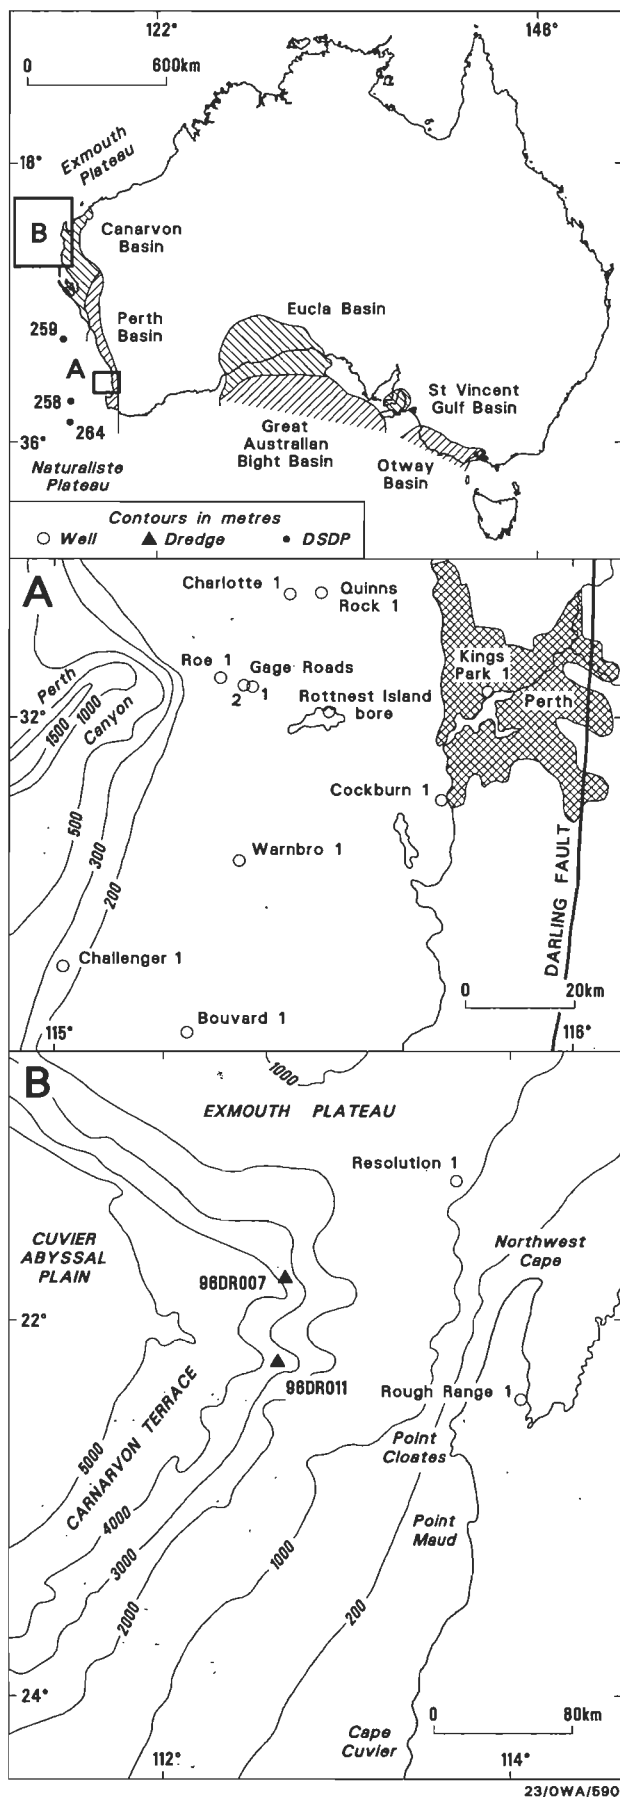 122°
146°
0
600km
Exmouth
Plateau
18°
B
Canarvon
Basin
Perth
Basin
259
A
258
264
Eucla Basin
St Vincent
Gulf Basin
Great
Australian
Bight Basin
Otway
Basin
36°
Naturaliste
Plateau
Contours in metres
Well
Dredge
DSDP
A
Charlotte 1
Quinns
Rock 1
Roe 1
Gage Roads
2
1
Rottnest Island
bore
Kings
Park 1
Perth
Perth
Canyon
1500
1000
32°
Cockburn 1
500
300
200
Warnbro 1
DARLING FAULT
Challenger 1
0
20km
Bouvard 1
115°
116°
B
1000
EXMOUTH PLATEAU
Resolution 1
CUVIER
ABYSSAL
PLAIN
Northwest
Cape
96DR007
22°
96DR011
Rough Range 1
CARNARVON TERRACE
Point
Cloates
5000
4000
3000
2000
1000
200
Point
Maud
24°
0
80km
Cape
Cuvier
112°
114°
23/OWA/590